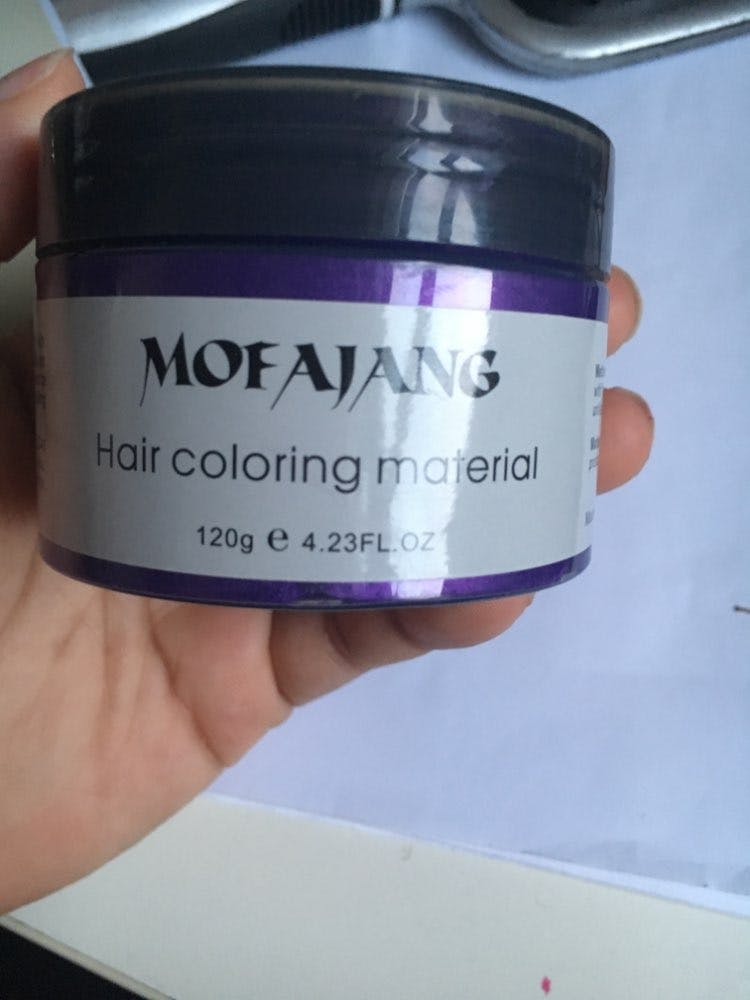 MOFAJANG
Hair coloring material
120g e 4.23FL.OZ